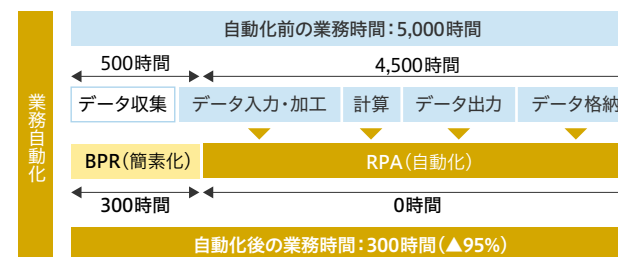 業務自動化
自動化前の業務時間：5,000時間
500時間 4,500時間
データ収集 データ入力・加工 計算 データ出力 データ格納
BPR（簡素化） RPA（自動化）
300時間 0時間
自動化後の業務時間：300時間（▲95%）